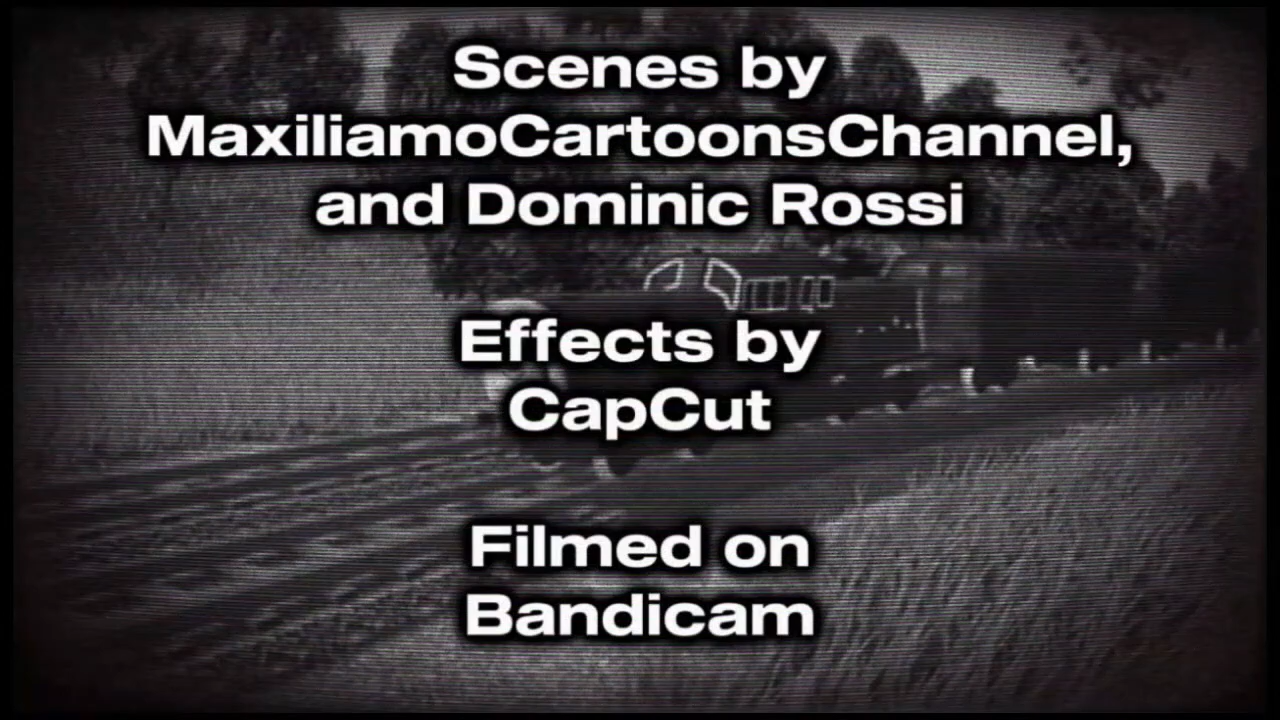 Scenes by
MaxiliamoCartoonsChannel,
and Dominic Rossi
Effects by
CapCut
Filmed on
Bandicam